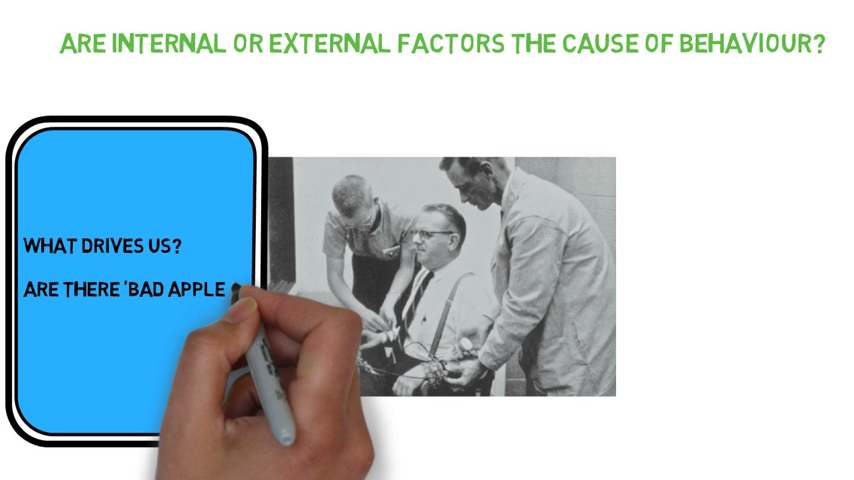 ARE INTERNAL OR EXTERNAL FACTORS THE CAUSE OF BEHAVIOUR?
WHAT DRIVES US?
ARE THERE 'BAD APPLE